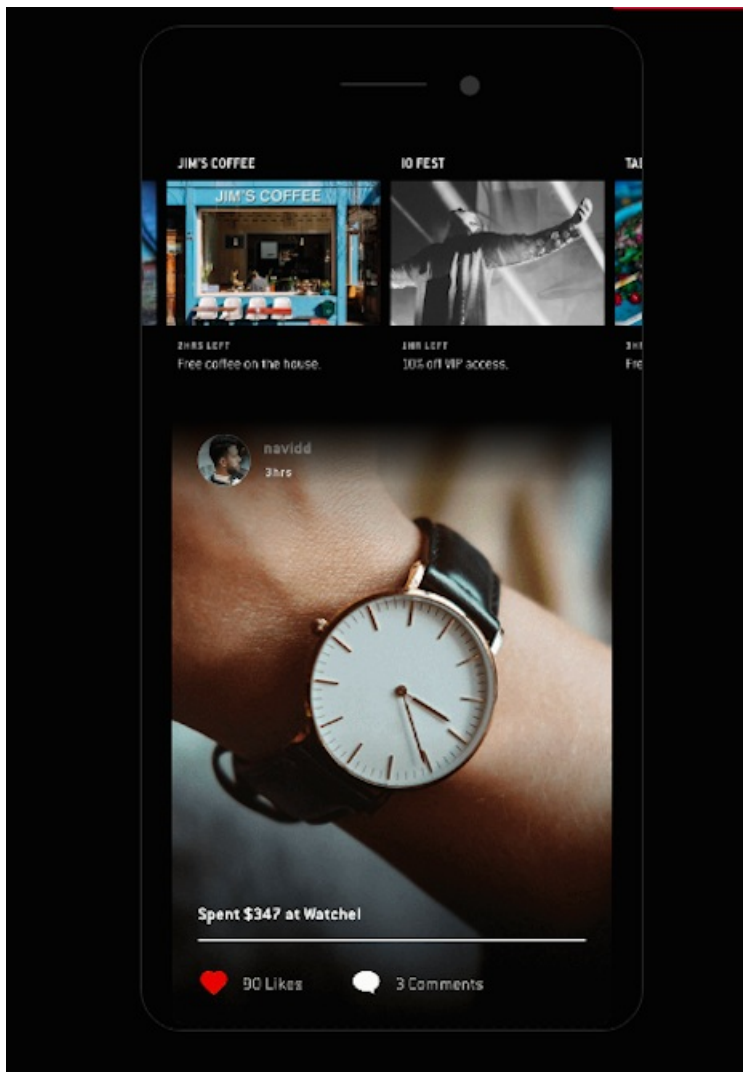 JIM'S COFFEE
IO FEST
JIM'S COFFEE
2HRS LEFT
1HR LEFT
Free coffee on the house.
10% off VIP access.
navidd
3hrs
Spent $347 at Watchel
90 Likes
3 Comments